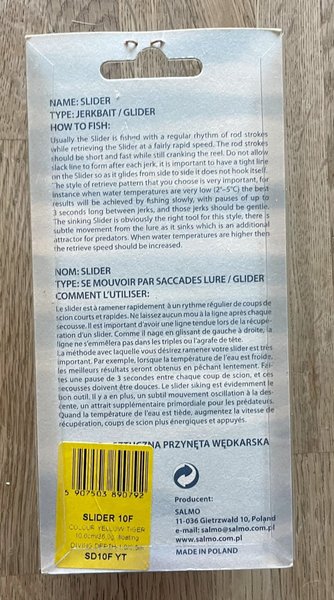 NAME: SLIDER
TYPE: JERKBAIT / GLIDER
HOW TO FISH:
Usually the Slider is fished with a regular rhythm of rod strokes
while retrieving the Slider at a fairly rapid speed. The rod strokes
should be short and fast while still cranking the reel. Do not allow
slack line to form after each jerk, it is important to have a tight line
on the Slider so as it glides from side to side it does not hook itself.
The style of retrieve pattern that you choose is very important, for
instance when water temperatures are very low (2°–5°C) the best
results will be achieved by fishing slowly, with pauses of up to
3 seconds long between jerks, and those jerks should be gentle.
The sinking Slider is obviously the right tool for this style, there is
subtle movement from the lure as it sinks which is an additional
attractor for predators. When water temperatures are higher then
the retrieve speed should be increased.
NOM: SLIDER
TYPE: SE MOUVOIR PAR SACCADES LURE / GLIDER
COMMENT L'UTILISER:
Le slider est à ramener rapidement à un rythme régulier de coups de
scion courts et rapides. Ne laissez aucun mou à la ligne après chaque
secousse. Il est important d'avoir une ligne tendue lors de la récupé-
ration d'un slider. Comme il nage en glissant de gauche à droite, la
ligne ne s'emmêlera pas dans les triples ou l'agrafe de tête.
La méthode avec laquelle vous désirez ramener votre slider est très
important. Par exemple, lorsque la température de l'eau est froide,
les meilleurs résultats seront obtenus en pêchant lentement. Fai-
tes une pause de 3 secondes entre chaque coup de scion, et ces
secousses doivent être douces. Le slider siking est évidemment le
bon outil. Il y a en plus, un subtil mouvement oscillation à la des-
cente, un attrait supplémentaire primordiale pour les prédateurs.
Quand la température de l'eau est tiède, augmentez la vitesse de
récupération, coups de scion plus énergiques et appuyés
SZTUCZNA PRZYNĘTA WĘDKARSKA
5 907503 890792
SLIDER 10F
COLOUR: YELLOW TIGER
10,0cm/36,0g, floating
DIVING DEPTH
SD10F YT
Producent:
SALMO
11-036 Gietrzwałd 10, Poland
e-mail: salmo@salmo.com.pl
www.salmo.com.pl
MADE IN POLAND